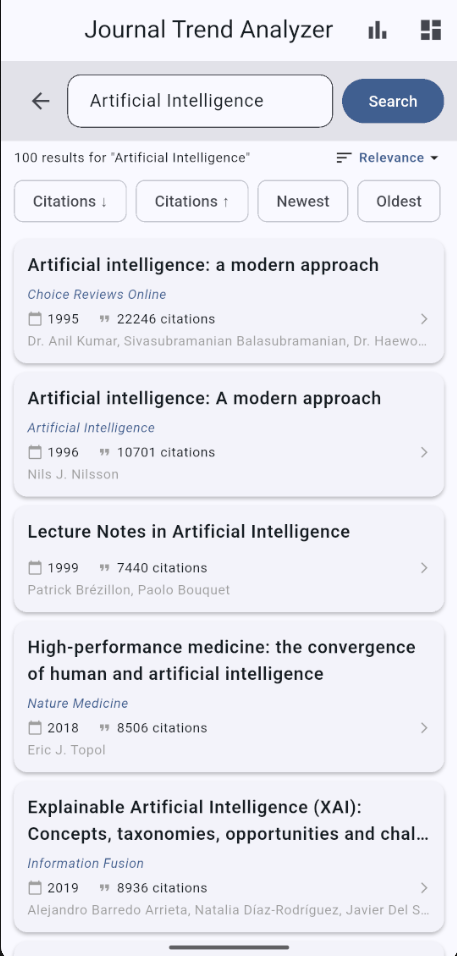 Journal Trend Analyzer
Artificial Intelligence
Search
100 results for "Artificial Intelligence"
Relevance
Citations ↓
Citations ↑
Newest
Oldest
Artificial intelligence: a modern approach
Choice Reviews Online
1995 22246 citations
Dr. Anil Kumar, Sivasubramanian Balasubramanian, Dr. Haewo...
Artificial intelligence: A modern approach
Artificial Intelligence
1996 10701 citations
Nils J. Nilsson
Lecture Notes in Artificial Intelligence
1999 7440 citations
Patrick Brézillon, Paolo Bouquet
High-performance medicine: the convergence
of human and artificial intelligence
Nature Medicine
2018 8506 citations
Eric J. Topol
Explainable Artificial Intelligence (XAI):
Concepts, taxonomies, opportunities and chal...
Information Fusion
2019 8936 citations
Alejandro Barredo Arrieta, Natalia Díaz-Rodríguez, Javier Del S...